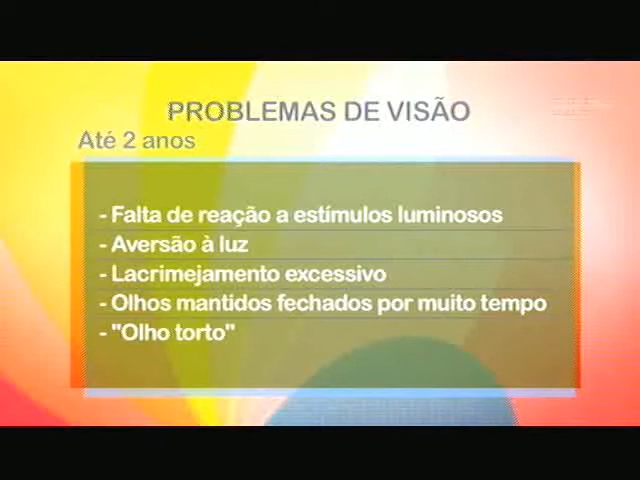 PROBLEMAS DE VISÃO
Até 2 anos
- Falta de reação a estímulos luminosos
- Aversão à luz
- Lacrimejamento excessivo
- Olhos mantidos fechados por muito tempo
- "Olho torto"